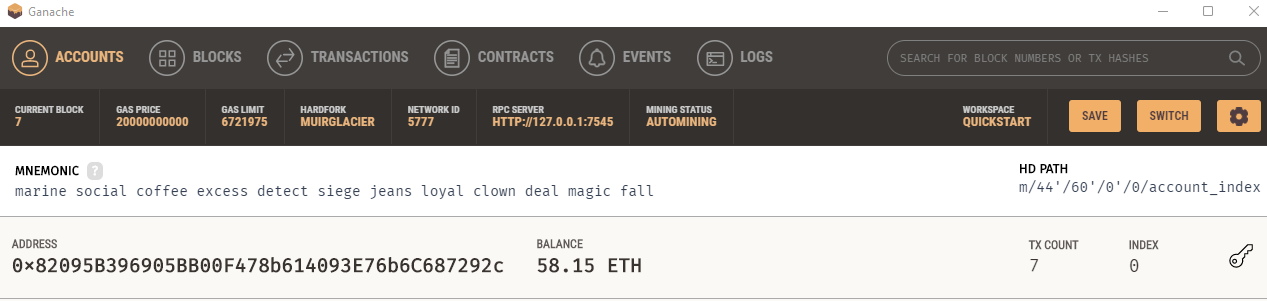 Ganache
ACCOUNTS BLOCKS TRANSACTIONS CONTRACTS EVENTS LOGS SEARCH FOR BLOCK NUMBERS OR TX HASHES
CURRENT BLOCK GAS PRICE GAS LIMIT HARDFORK NETWORK ID RPC SERVER MINING STATUS WORKSPACE
7 20000000000 6721975 MUIRGLACIER 5777 HTTP://127.0.0.1:7545 AUTOMINING QUICKSTART SAVE SWITCH
MNEMONIC ? HD PATH
marine social coffee excess detect siege jeans loyal clown deal magic fall m/44'/60'/0'/0/account_index
ADDRESS BALANCE TX COUNT INDEX
0×82095B396905BB00F478b614093E76b6C687292c 58.15 ETH 7 0